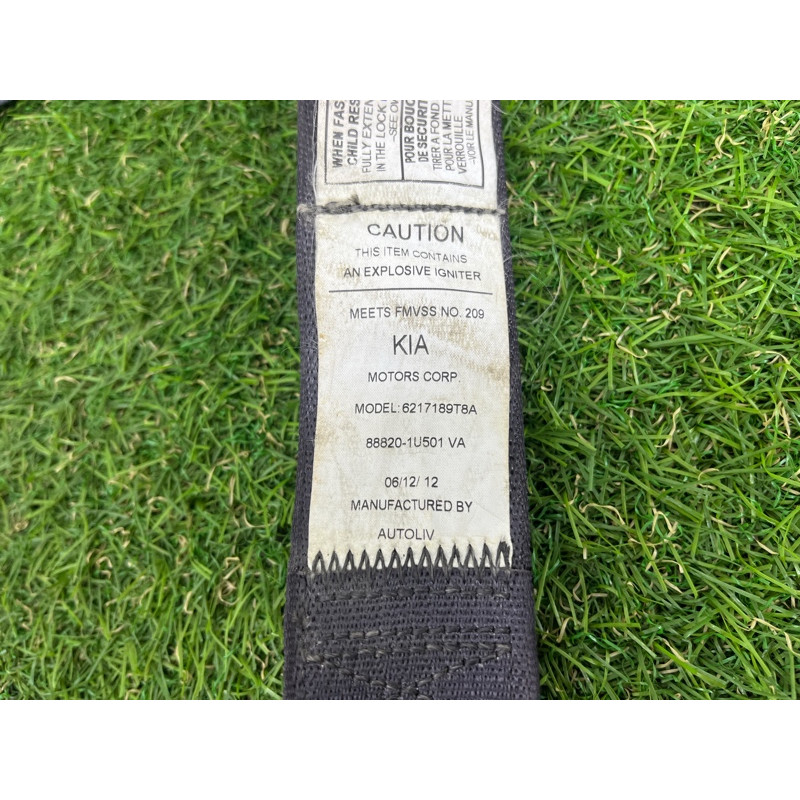 WHEN FAS
CHILD RES
FULLY EXTEN
IN THE LOCK
-SEE OW
POUR BOUC
DE SECURIT
TIRER A FOND
POUR LA METT
VERROUILLE
-VOIR LE MANU
CAUTION
THIS ITEM CONTAINS
AN EXPLOSIVE IGNITER
MEETS FMVSS NO. 209
KIA
MOTORS CORP.
MODEL:6217189T8A
88820-1U501 VA
06/12/ 12
MANUFACTURED BY
AUTOLIV